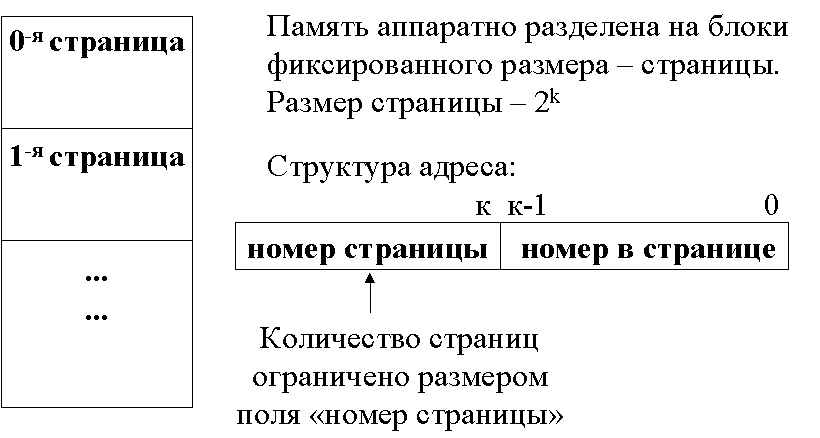 0-я страница
1-я страница
...
...
Память аппаратно разделена на блоки
фиксированного размера – страницы.
Размер страницы – 2ᵏ
Структура адреса:
к к-1 0
номер страницы номер в странице
Количество страниц
ограничено размером
поля «номер страницы»